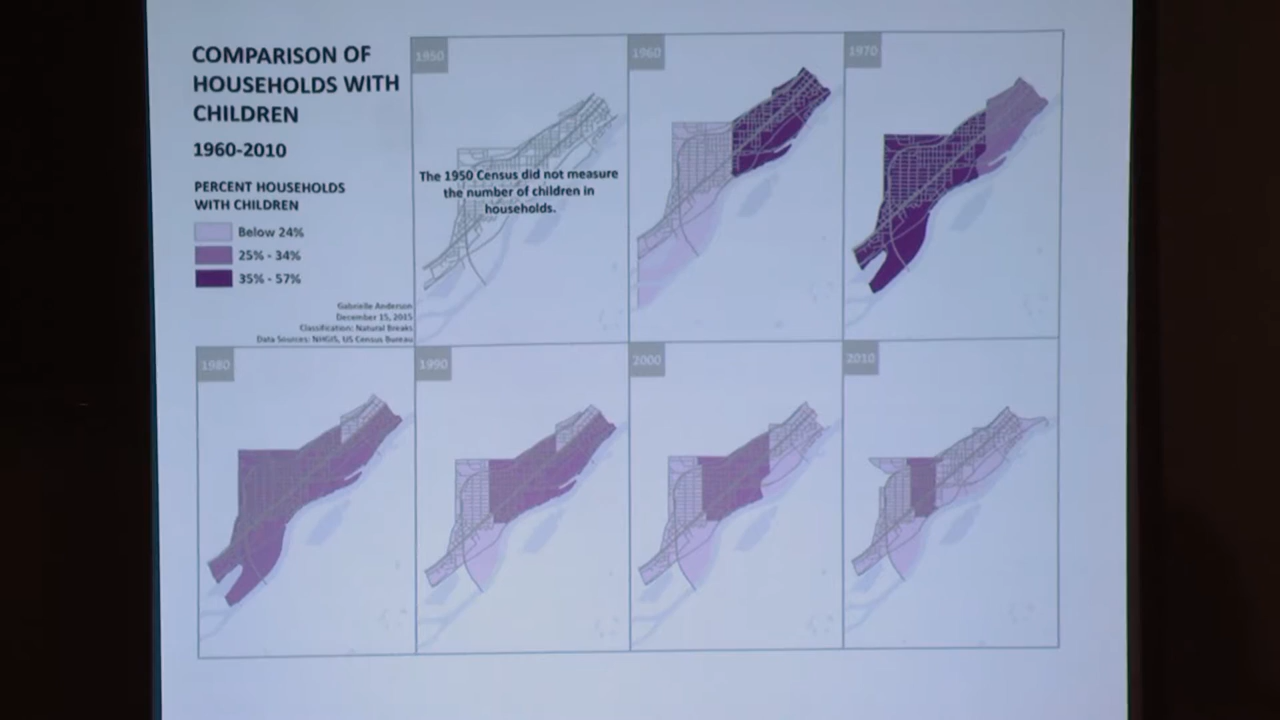 COMPARISON OF
HOUSEHOLDS WITH
CHILDREN
1960-2010
PERCENT HOUSEHOLDS
WITH CHILDREN
Below 24%
25% - 34%
35% - 57%
Gabrielle Anderson
December 15, 2015
Classification: Natural Breaks
Data Sources: NHGIS, US Census Bureau
1950
The 1950 Census did not measure
the number of children in
households.
1960
1970
1980
1990
2000
2010